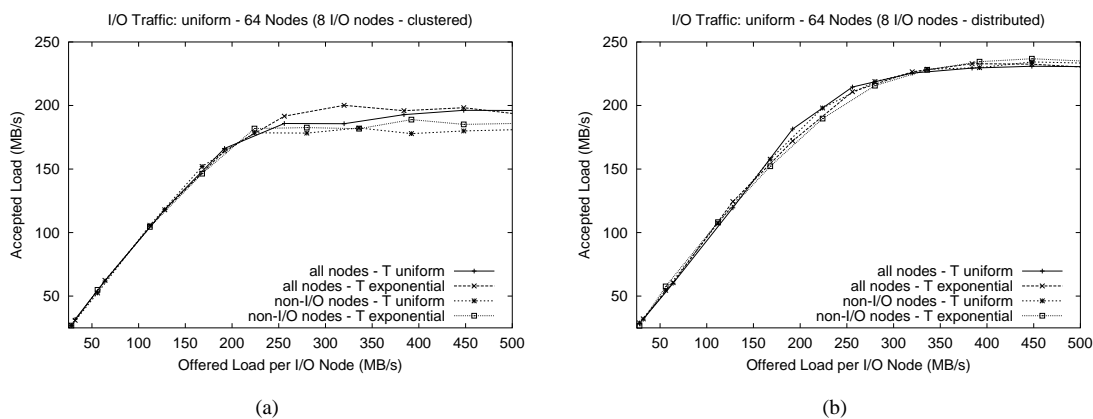 I/O Traffic: uniform - 64 Nodes (8 I/O nodes - clustered)
250
200
150
100
50
Accepted Load (MB/s)
all nodes - T uniform
all nodes - T exponential
non-I/O nodes - T uniform
non-I/O nodes - T exponential
50 100 150 200 250 300 350 400 450 500
Offered Load per I/O Node (MB/s)
(a)
I/O Traffic: uniform - 64 Nodes (8 I/O nodes - distributed)
250
200
150
100
50
Accepted Load (MB/s)
all nodes - T uniform
all nodes - T exponential
non-I/O nodes - T uniform
non-I/O nodes - T exponential
50 100 150 200 250 300 350 400 450 500
Offered Load per I/O Node (MB/s)
(b)